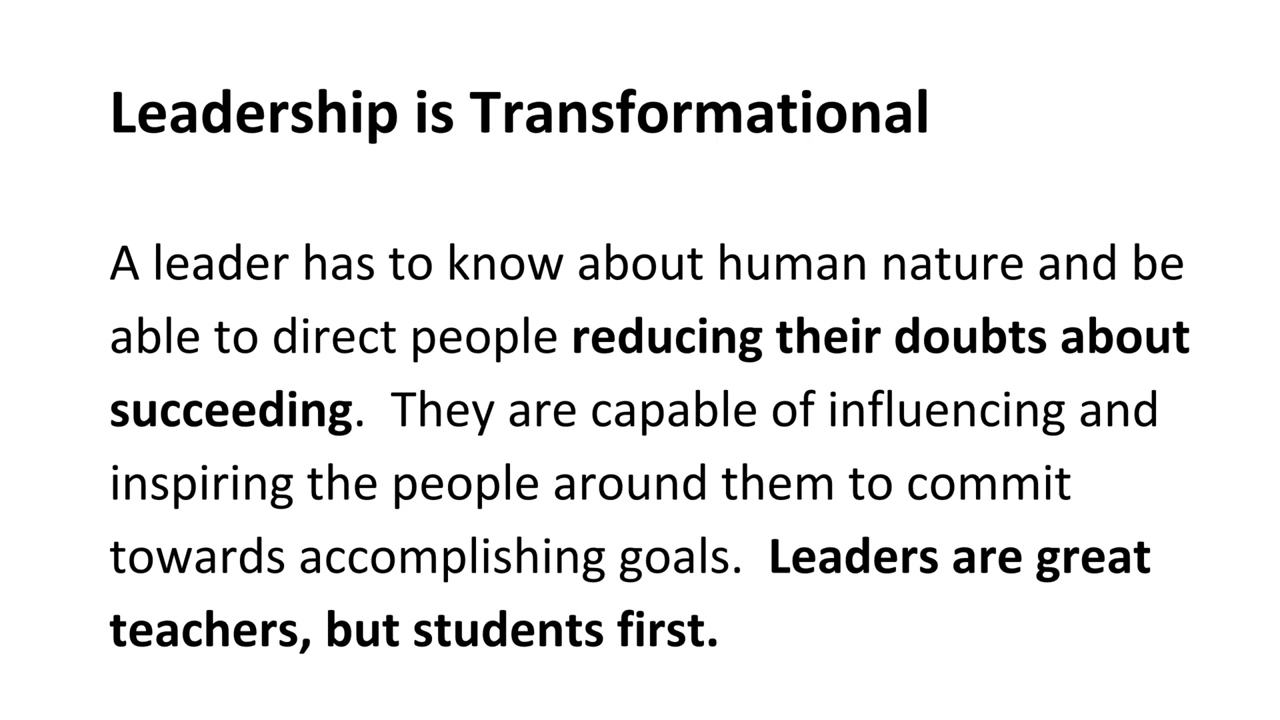 Leadership is Transformational
A leader has to know about human nature and be
able to direct people reducing their doubts about
succeeding.  They are capable of influencing and
inspiring the people around them to commit
towards accomplishing goals.  Leaders are great
teachers, but students first.